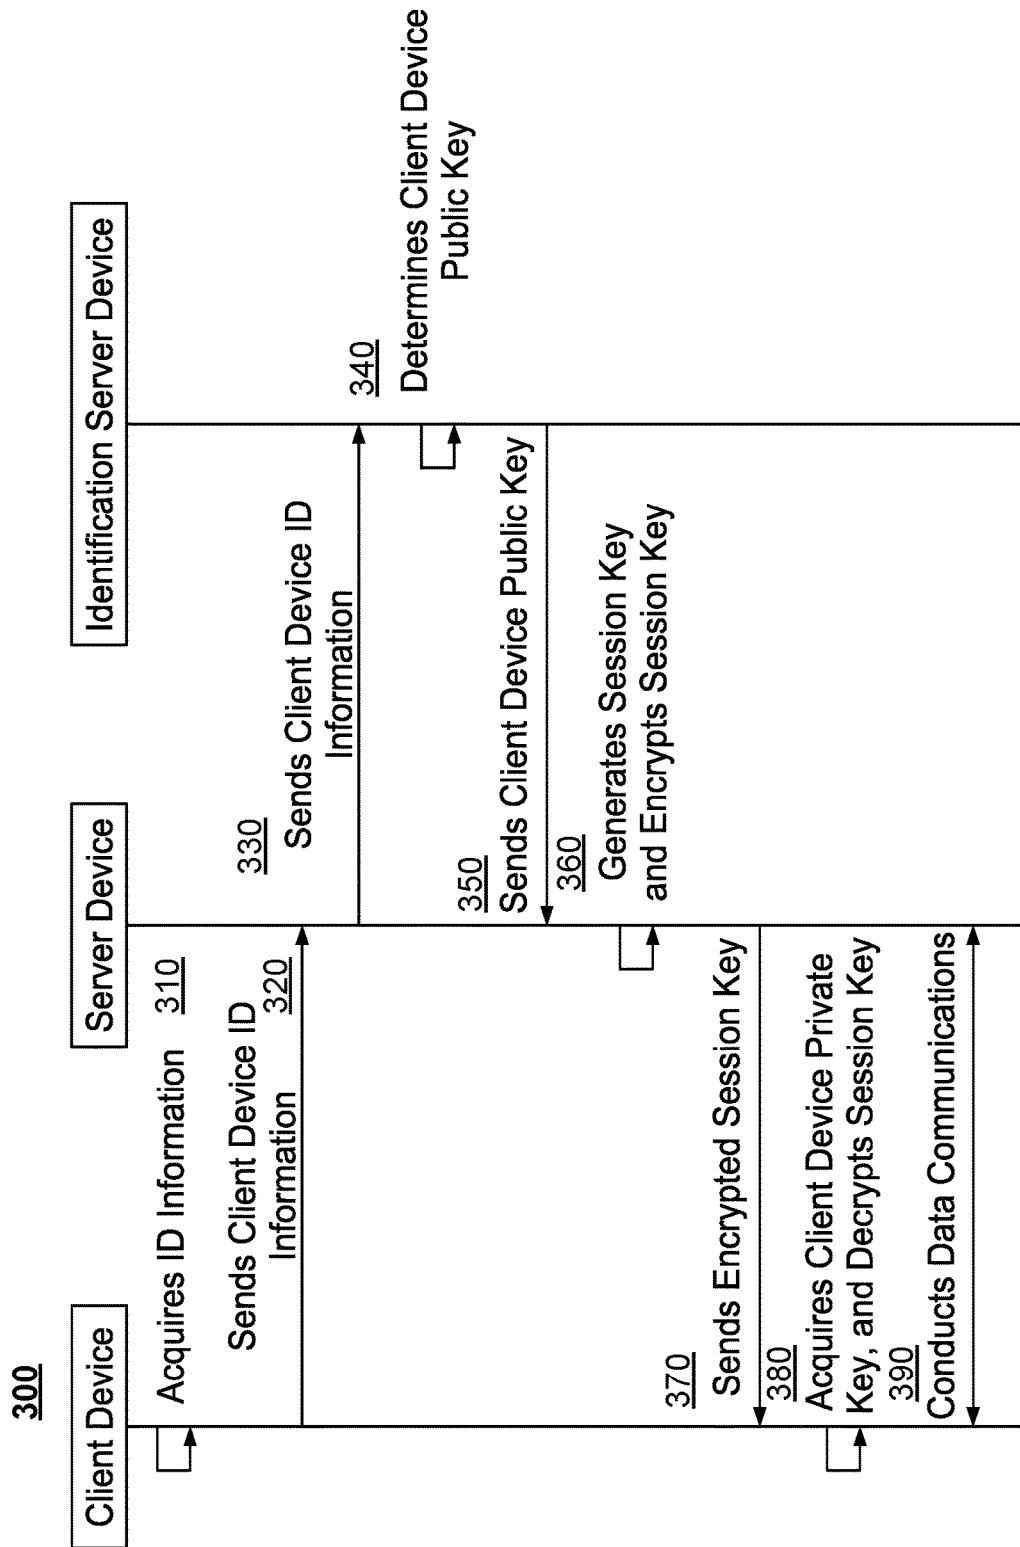 300
Client Device
Server Device
Identification Server Device
Acquires ID Information
310
Sends Client Device ID
Information
320
330
Sends Client Device ID
Information
340
Determines Client Device
Public Key
350
Sends Client Device Public Key
360
Generates Session Key
and Encrypts Session Key
370
Sends Encrypted Session Key
380
Acquires Client Device Private
Key, and Decrypts Session Key
390
Conducts Data Communications